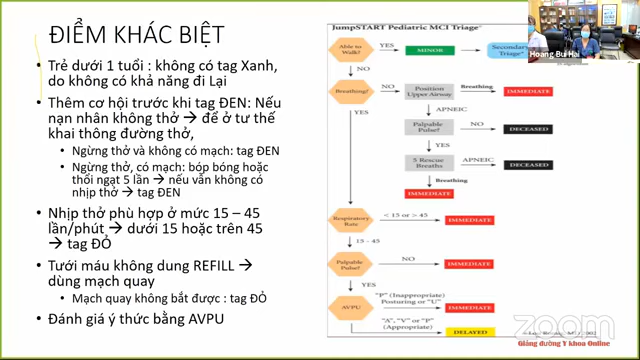 ĐIỂM KHÁC BIỆT
• Trẻ dưới 1 tuổi : không có tag Xanh,
do không có khả năng đi Lại
• Thêm cơ hội trước khi tag ĐEN: Nếu
nạn nhân không thở → để ở tư thế
khai thông đường thở,
• Ngừng thở và không có mạch: tag ĐEN
• Ngừng thở, có mạch: bóp bóng hoặc
thổi ngạt 5 lần → nếu vẫn không có
nhịp thở → tag ĐEN
• Nhịp thở phù hợp ở mức 15 – 45
lần/phút → dưới 15 hoặc trên 45
→ tag ĐỎ
• Tưới máu không dung REFILL →
dùng mạch quay
• Mạch quay không bắt được : tag ĐỎ
• Đánh giá ý thức bằng AVPU
JumpSTART Pediatric MCI Triage
Able to
Walk?
YES
MINOR
Secondary
Triage
NO
Breathing?
NO
Position
Upper Airway
Breathing
IMMEDIATE
APNEIC
Palpable
Pulse?
NO
DECEASED
YES
YES
5 Rescue
Breaths
APNEIC
DECEASED
Breathing
IMMEDIATE
Respiratory
Rate
< 15 or > 45
IMMEDIATE
15 – 45
Palpable
Pulse?
NO
IMMEDIATE
YES
AVPU
"P" (Inappropriate)
Posturing or "U"
IMMEDIATE
"A", "V" or "P"
(Appropriate)
DELAYED
Hoang Bui Hai
zoom
Giảng đường Y khoa Online